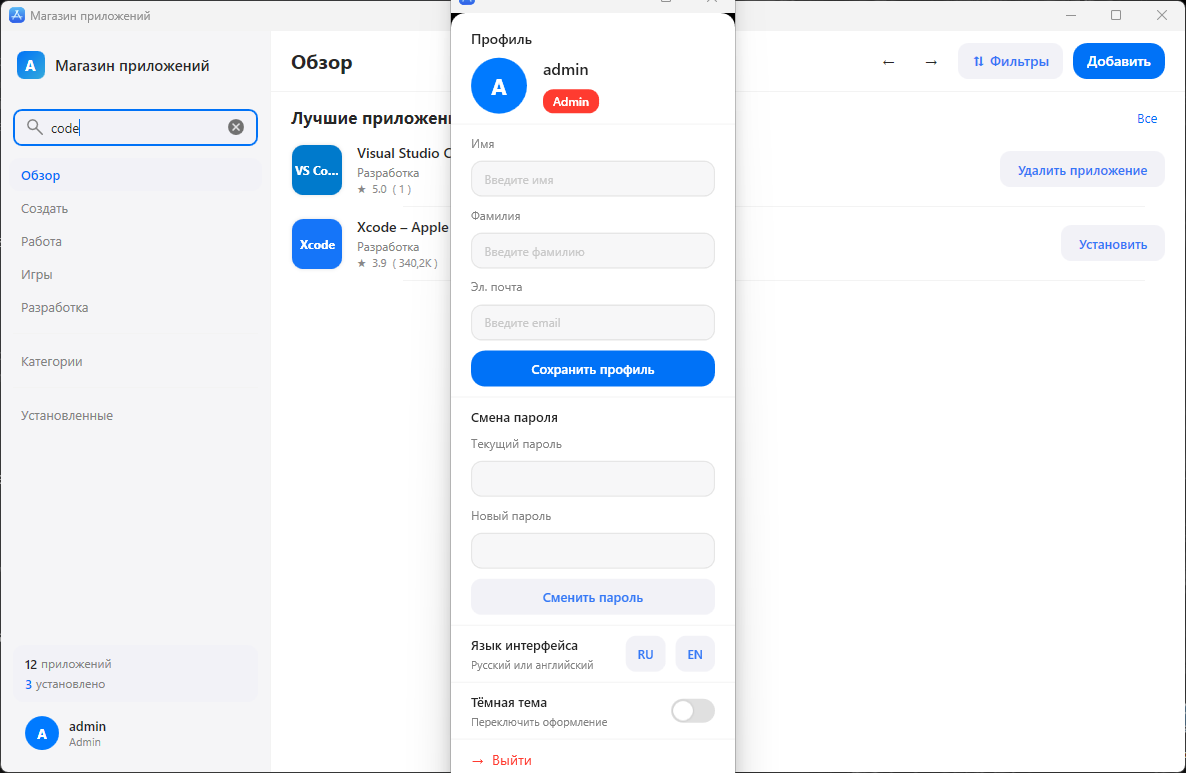 Магазин приложений
A Магазин приложений
code
Обзор
Создать
Работа
Игры
Разработка
Категории
Установленные
12 приложений
3 установлено
A
admin
Admin
Обзор
← → Фильтры Добавить
Лучшие приложен
Все
VS Co...
Visual Studio C
Разработка
★ 5.0 ( 1 )
Удалить приложение
Xcode
Xcode – Apple
Разработка
★ 3.9 ( 340,2K )
Установить
Профиль
A
admin
Admin
Имя
Введите имя
Фамилия
Введите фамилию
Эл. почта
Введите email
Сохранить профиль
Смена пароля
Текущий пароль
Новый пароль
Сменить пароль
Язык интерфейса
Русский или английский
RU EN
Тёмная тема
Переключить оформление
→ Выйти